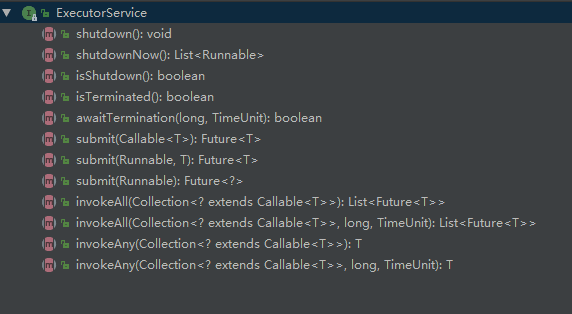 ExecutorService
shutdown(): void
shutdownNow(): List<Runnable>
isShutdown(): boolean
isTerminated(): boolean
awaitTermination(long, TimeUnit): boolean
submit(Callable<T>): Future<T>
submit(Runnable, T): Future<T>
submit(Runnable): Future<?>
invokeAll(Collection<? extends Callable<T>>): List<Future<T>>
invokeAll(Collection<? extends Callable<T>>, long, TimeUnit): List<Future<T>>
invokeAny(Collection<? extends Callable<T>>): T
invokeAny(Collection<? extends Callable<T>>, long, TimeUnit): T